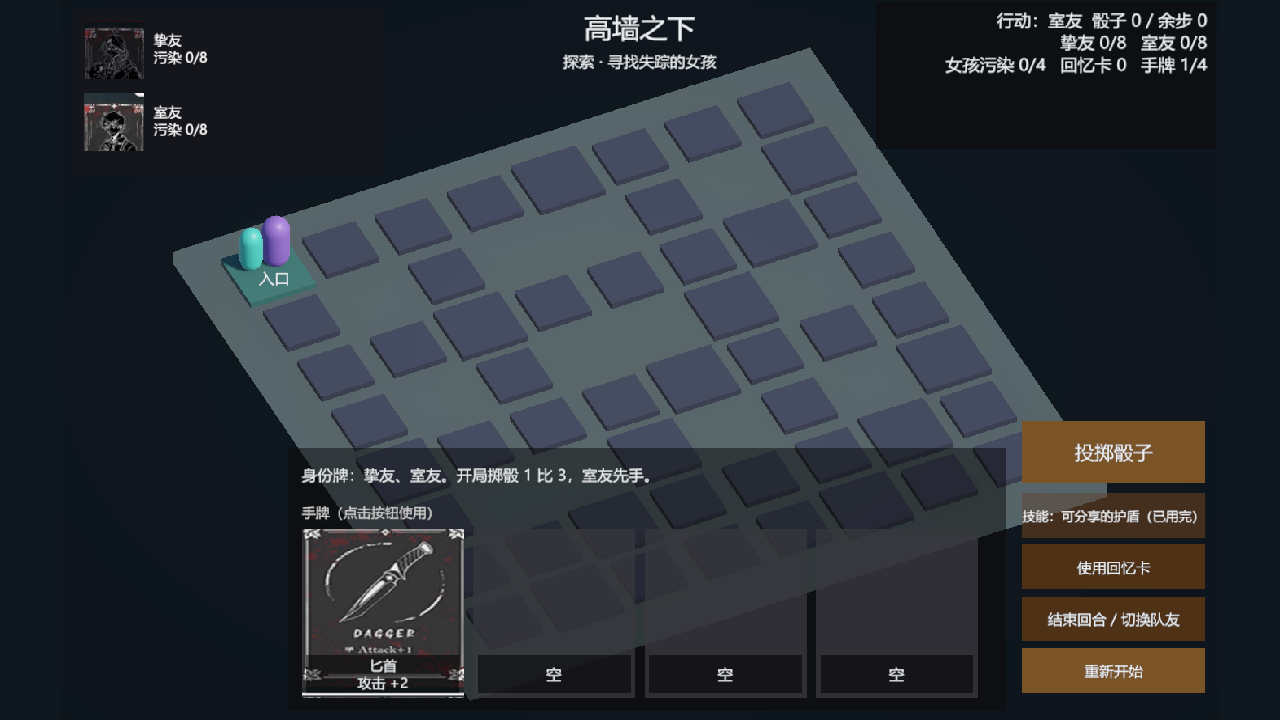 挚友
污染 0/8
室友
污染 0/8
高墙之下
探索 · 寻找失踪的女孩
行动：室友 骰子 0 / 余步 0
挚友 0/8 室友 0/8
女孩污染 0/4 回忆卡 0 手牌 1/4
入口
身份牌：挚友、室友。开局掷骰 1 比 3，室友先手。
手牌（点击按钮使用）
DAGGER
Attack+1
匕首
攻击 +2
空
空
空
投掷骰子
技能：可分享的护盾（已用完）
使用回忆卡
结束回合 / 切换队友
重新开始